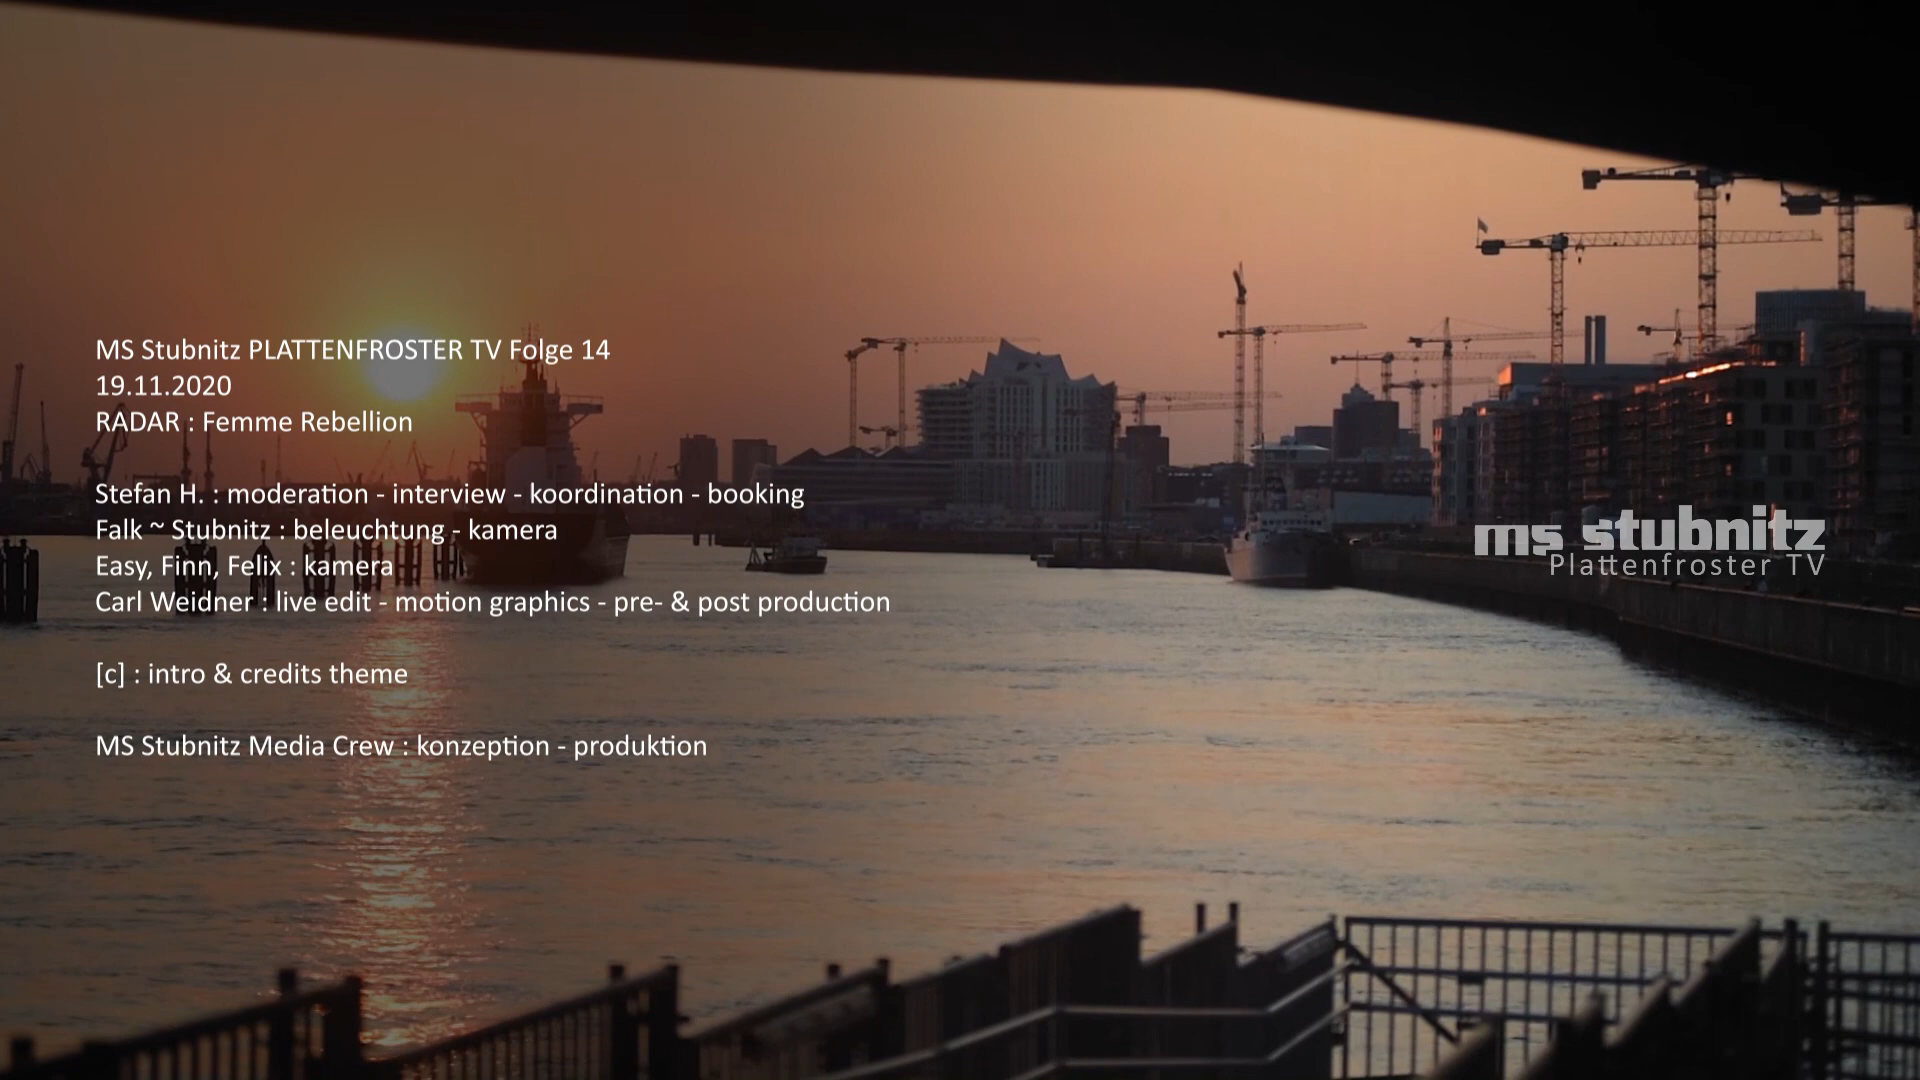 MS Stubnitz PLATTENFROSTER TV Folge 14
19.11.2020
RADAR : Femme Rebellion
Stefan H. : moderation - interview - koordination - booking
Falk ~ Stubnitz : beleuchtung - kamera
Easy, Finn, Felix : kamera
Carl Weidner : live edit - motion graphics - pre- & post production
[c] : intro & credits theme
MS Stubnitz Media Crew : konzeption - produktion
ms stubnitz
Plattenfroster TV